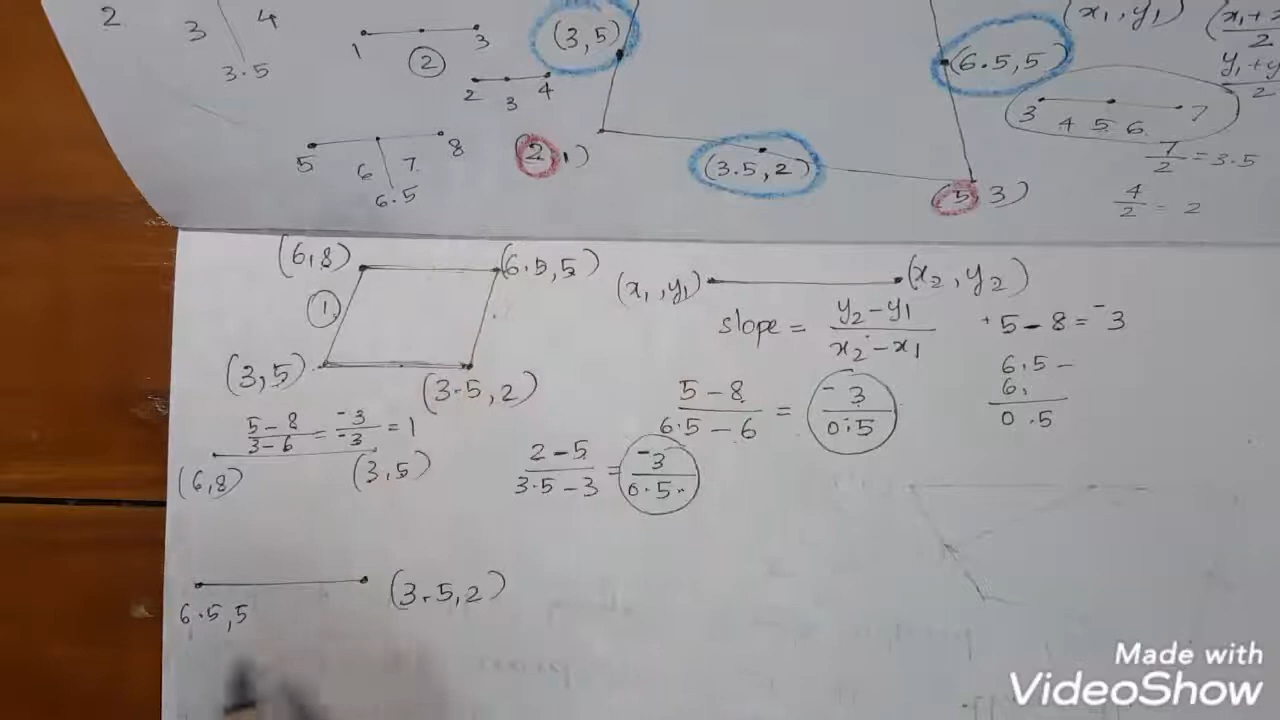 2 3 4
3.5
1 2 3
2 3 4
5 6 7 8
6.5
(3,5)
(2,1)
(3.5,2)
(6.5,5)
(5 3)
(x1,y1)
3 4 5 6 7
7/2 = 3.5
4/2 = 2
(6,8) (6.5,5)
1
(3,5) (3.5,2)
(x1,y1) (x2,y2)
slope = y2-y1/x2-x1
+5-8 = -3
6.5 -
6.
0.5
5-8/6.5-6 = -3/0.5
5-8/3-6 = -3/-3 = 1
(6,8) (3,5)
2-5/3.5-3 = -3/0.5
6.5,5 (3.5,2)
Made with
VideoShow